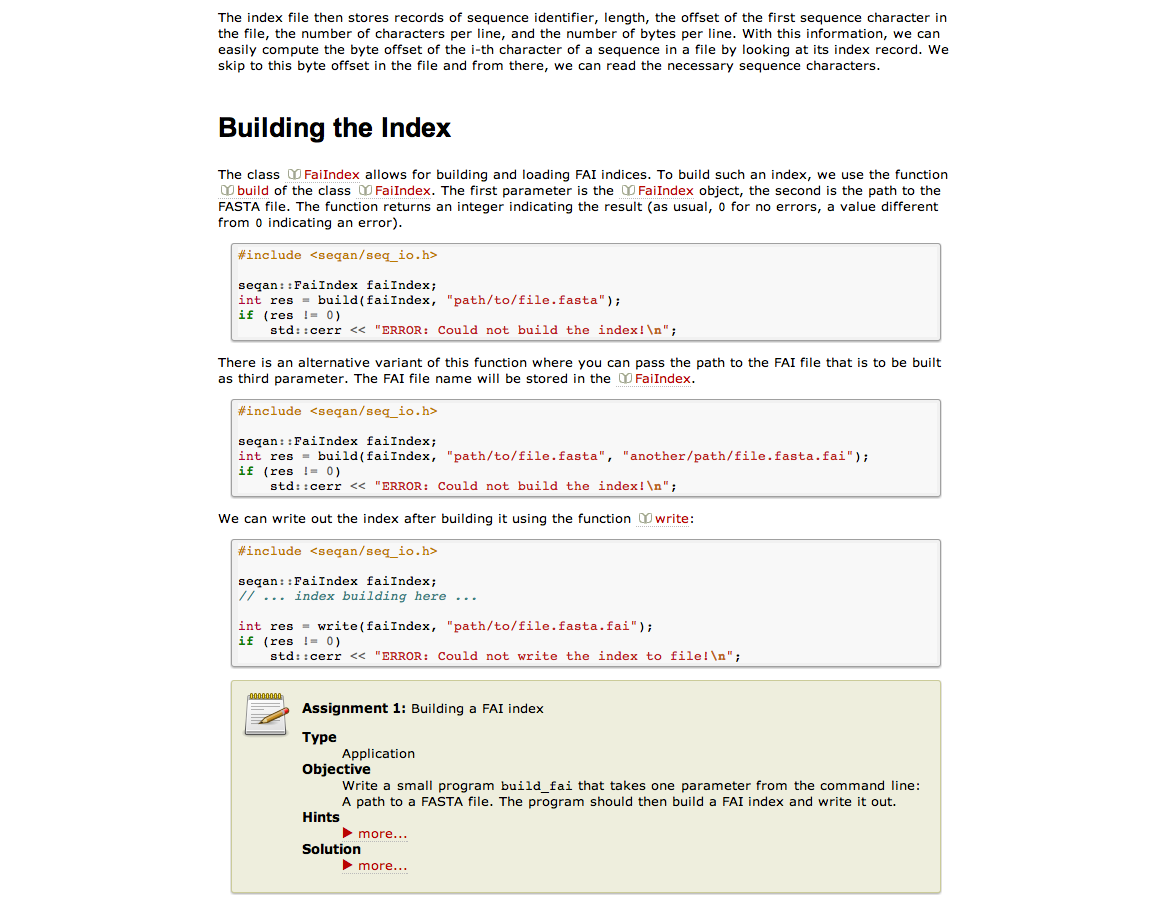 The index file then stores records of sequence identifier, length, the offset of the first sequence character in
the file, the number of characters per line, and the number of bytes per line. With this information, we can
easily compute the byte offset of the i-th character of a sequence in a file by looking at its index record. We
skip to this byte offset in the file and from there, we can read the necessary sequence characters.
Building the Index
The class FaiIndex allows for building and loading FAI indices. To build such an index, we use the function
build of the class FaiIndex. The first parameter is the FaiIndex object, the second is the path to the
FASTA file. The function returns an integer indicating the result (as usual, 0 for no errors, a value different
from 0 indicating an error).
#include <seqan/seq_io.h>
seqan::FaiIndex faiIndex;
int res = build(faiIndex, "path/to/file.fasta");
if (res != 0)
    std::cerr << "ERROR: Could not build the index!\n";
There is an alternative variant of this function where you can pass the path to the FAI file that is to be built
as third parameter. The FAI file name will be stored in the FaiIndex.
#include <seqan/seq_io.h>
seqan::FaiIndex faiIndex;
int res = build(faiIndex, "path/to/file.fasta", "another/path/file.fasta.fai");
if (res != 0)
    std::cerr << "ERROR: Could not build the index!\n";
We can write out the index after building it using the function write:
#include <seqan/seq_io.h>
seqan::FaiIndex faiIndex;
// ... index building here ...
int res = write(faiIndex, "path/to/file.fasta.fai");
if (res != 0)
    std::cerr << "ERROR: Could not write the index to file!\n";
Assignment 1: Building a FAI index
Type
Application
Objective
Write a small program build_fai that takes one parameter from the command line:
A path to a FASTA file. The program should then build a FAI index and write it out.
Hints
▶ more...
Solution
▶ more...